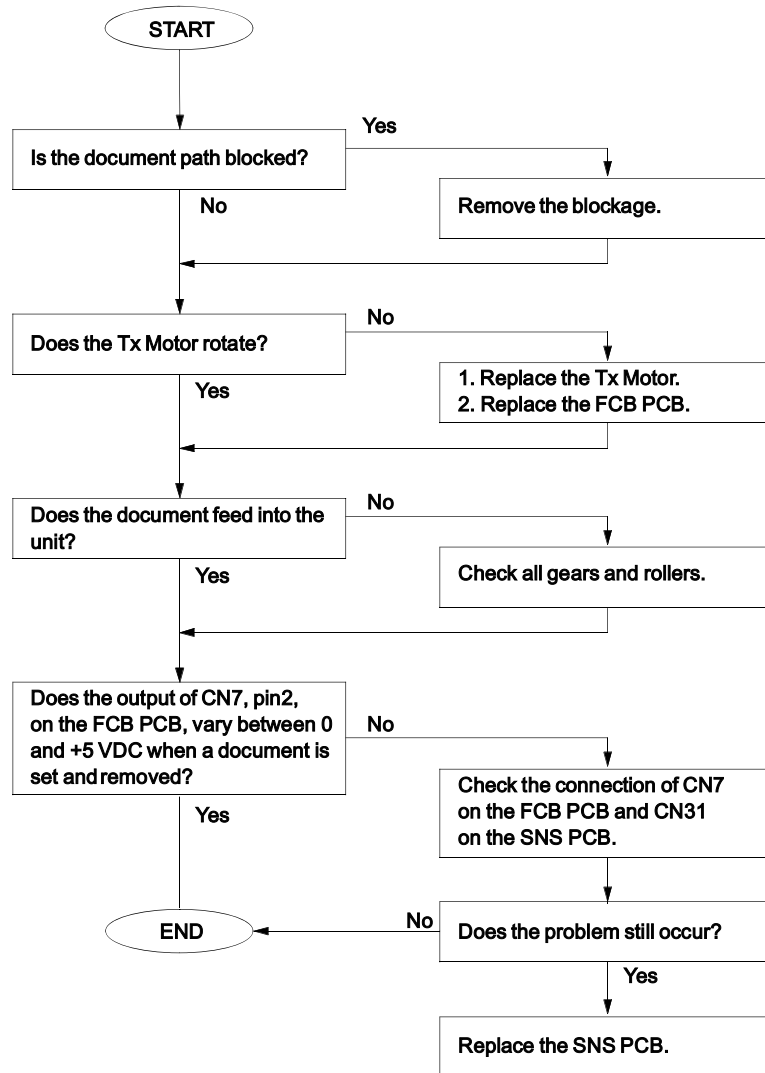 START
Yes
Is the document path blocked?
No
Remove the blockage.
No
Does the Tx Motor rotate?
Yes
1. Replace the Tx Motor.
2. Replace the FCB PCB.
No
Does the document feed into the
unit?
Yes
Check all gears and rollers.
Does the output of CN7, pin2,
on the FCB PCB, vary between 0
and +5 VDC when a document is
set and removed?
No
Yes
Check the connection of CN7
on the FCB PCB and CN31
on the SNS PCB.
END
No
Does the problem still occur?
Yes
Replace the SNS PCB.